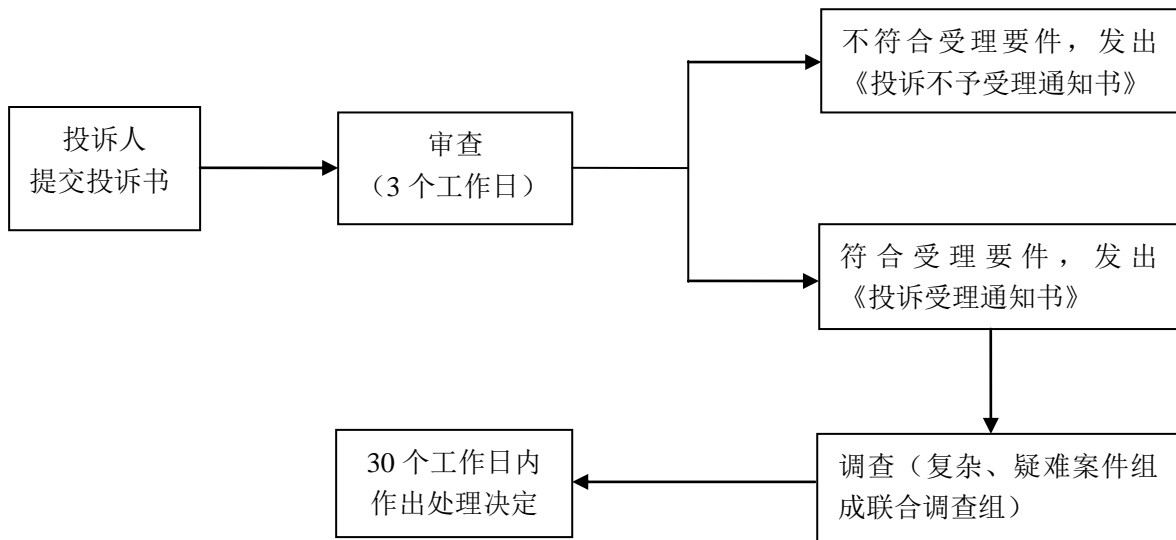 投诉人
提交投诉书
审查
（3 个工作日）
不符合受理要件，发出
《投诉不予受理通知书》
符合受理要件，发出
《投诉受理通知书》
调查（复杂、疑难案件组
成联合调查组）
30 个工作日内
作出处理决定